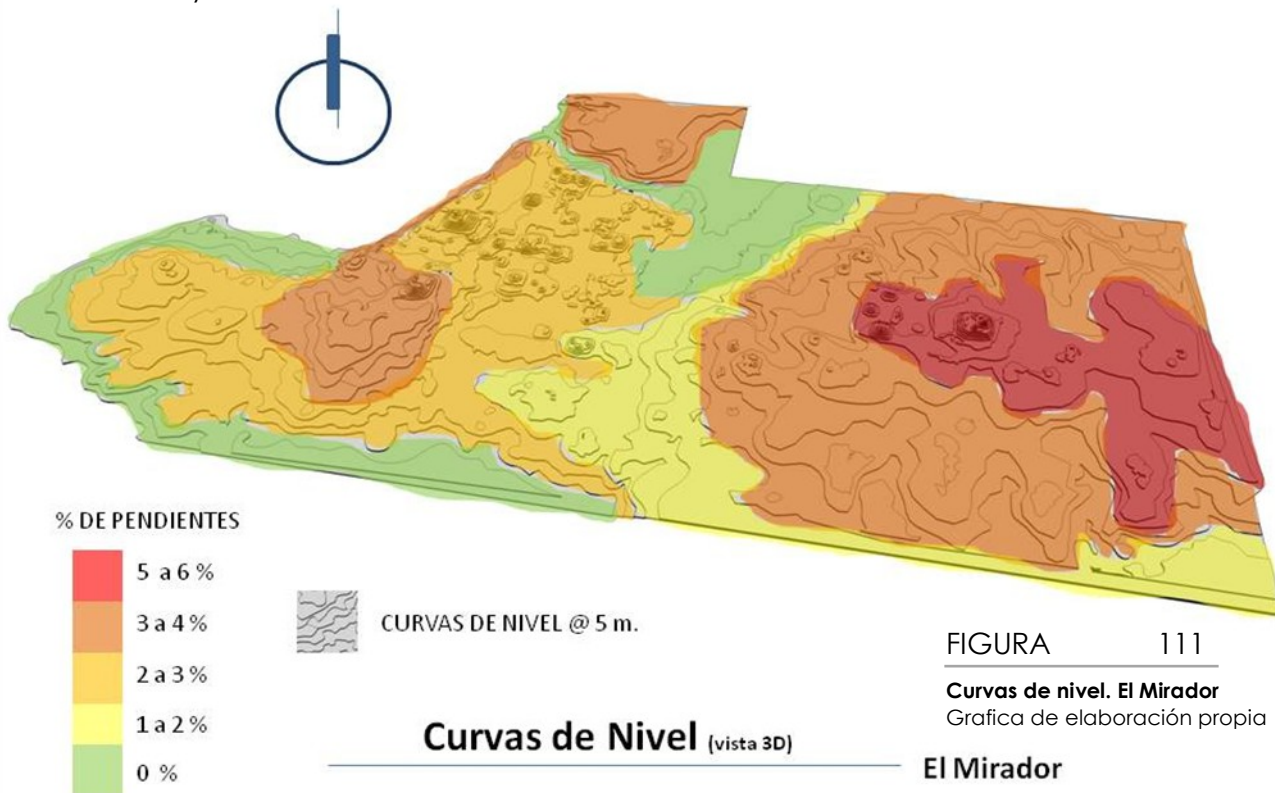 % DE PENDIENTES
5 a 6 %
3 a 4 %
2 a 3 %
1 a 2 %
0 %
CURVAS DE NIVEL @ 5 m.
FIGURA 111
Curvas de nivel. El Mirador
Grafica de elaboración propia
Curvas de Nivel (vista 3D)
El Mirador